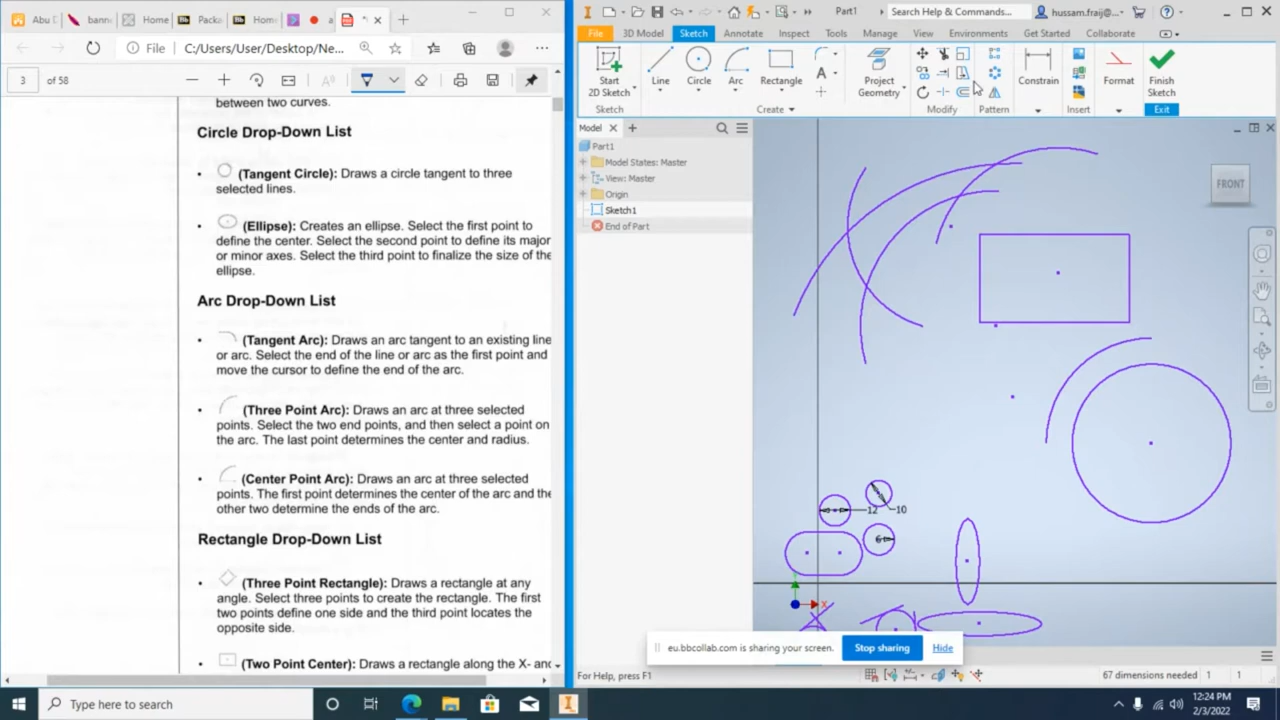 Abu E
bann
Home
Packa
Home
a
File
C:/Users/User/Desktop/Ne...
3 of 58
between two curves.
Circle Drop-Down List
(Tangent Circle): Draws a circle tangent to three
selected lines.
(Ellipse): Creates an ellipse. Select the first point to
define the center. Select the second point to define its major
or minor axes. Select the third point to finalize the size of the
ellipse.
Arc Drop-Down List
(Tangent Arc): Draws an arc tangent to an existing line
or arc. Select the end of the line or arc as the first point and
move the cursor to define the end of the arc.
(Three Point Arc): Draws an arc at three selected
points. Select the two end points, and then select a point on
the arc. The last point determines the center and radius.
(Center Point Arc): Draws an arc at three selected
points. The first point determines the center of the arc and the
other two determine the ends of the arc.
Rectangle Drop-Down List
(Three Point Rectangle): Draws a rectangle at any
angle. Select three points to create the rectangle. The first
two points define one side and the third point locates the
opposite side.
(Two Point Center): Draws a rectangle along the X- and
Part1
Search Help & Commands...
hussam.fraij@...
File 3D Model Sketch Annotate Inspect Tools Manage View Environments Get Started Collaborate
Start
2D Sketch
Line
Circle
Arc
Rectangle
A
Project
Geometry
Constrain
Format
Finish
Sketch
Sketch
Create
Modify
Pattern
Insert
Exit
Model
Part1
Model States: Master
View: Master
Origin
Sketch1
End of Part
FRONT
12
10
6
X
eu.bbcollab.com is sharing your screen.
Stop sharing
Hide
For Help, press F1
67 dimensions needed 1 1
Type here to search
12:24 PM
2/3/2022